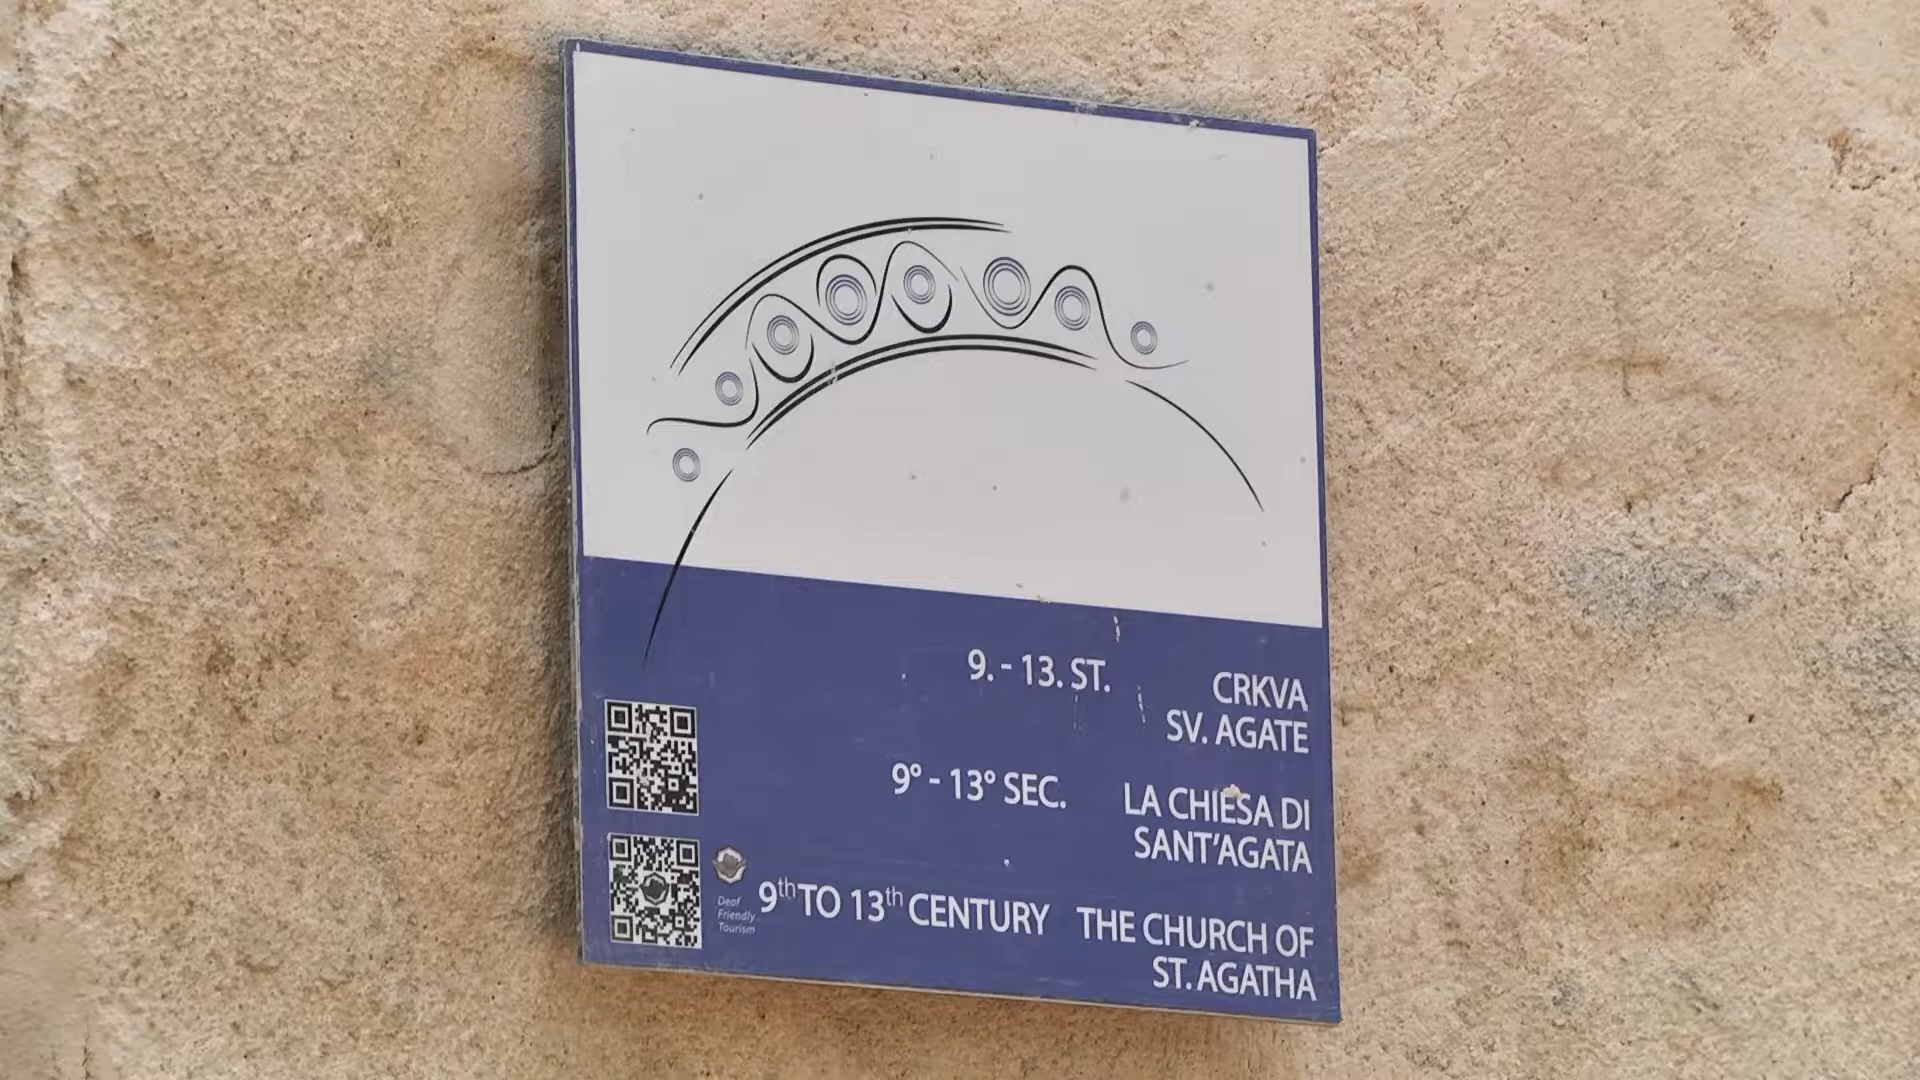 9. - 13. ST.
CRKVA
SV. AGATE
9° - 13° SEC.
LA CHIESA DI
SANT'AGATA
9th TO 13th CENTURY
THE CHURCH OF
ST. AGATHA
Deaf
Friendly
Tourism